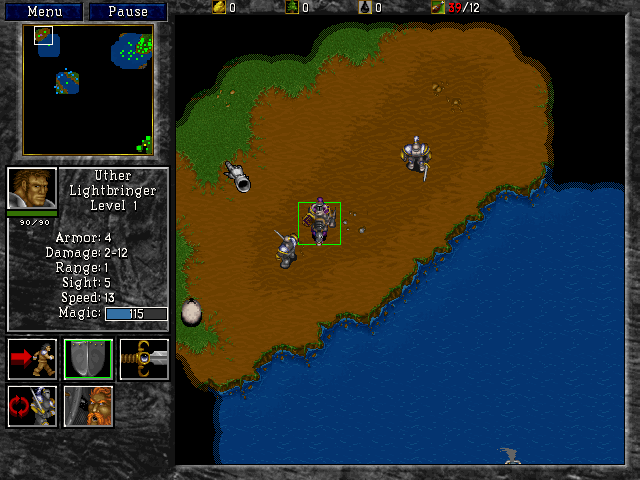 Menu
Pause
0
0
0
39/12
Uther
Lightbringer
Level 1
90/90
Armor: 4
Damage: 2-12
Range: 1
Sight: 5
Speed: 13
Magic: 115